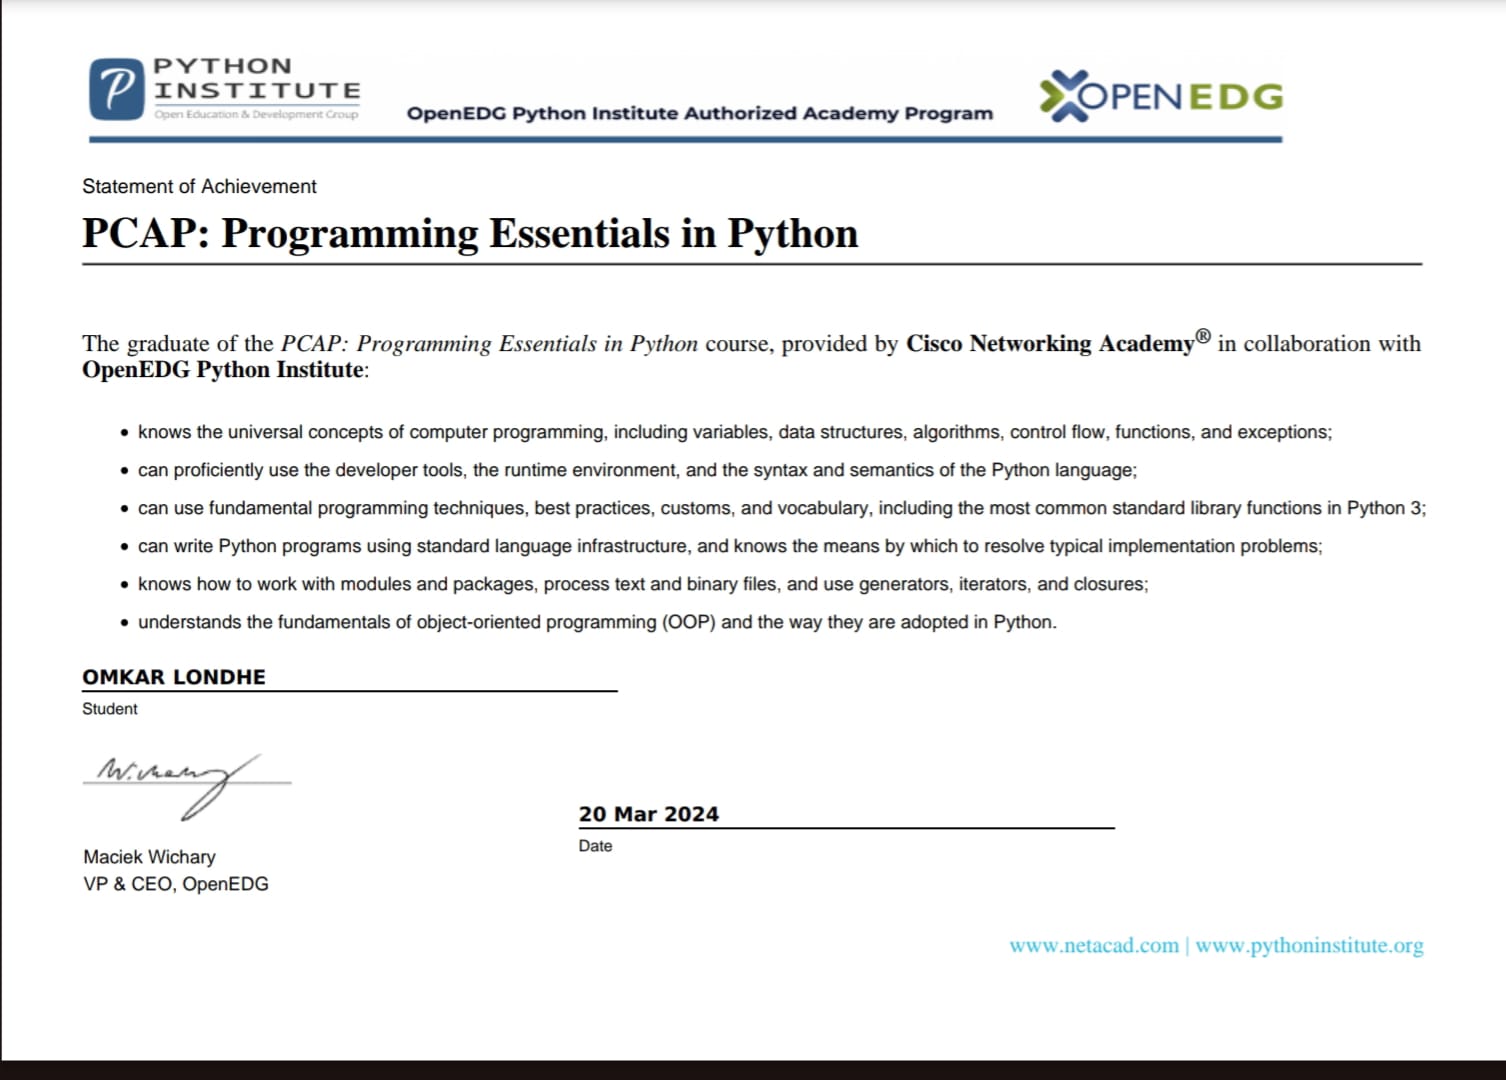 PYTHON
INSTITUTE
Open Education & Development Group
OpenEDG Python Institute Authorized Academy Program
OPENEDG
Statement of Achievement
PCAP: Programming Essentials in Python
The graduate of the PCAP: Programming Essentials in Python course, provided by Cisco Networking Academy® in collaboration with
OpenEDG Python Institute:
• knows the universal concepts of computer programming, including variables, data structures, algorithms, control flow, functions, and exceptions;
• can proficiently use the developer tools, the runtime environment, and the syntax and semantics of the Python language;
• can use fundamental programming techniques, best practices, customs, and vocabulary, including the most common standard library functions in Python 3;
• can write Python programs using standard language infrastructure, and knows the means by which to resolve typical implementation problems;
• knows how to work with modules and packages, process text and binary files, and use generators, iterators, and closures;
• understands the fundamentals of object-oriented programming (OOP) and the way they are adopted in Python.
OMKAR LONDHE
Student
20 Mar 2024
Date
Maciek Wichary
VP & CEO, OpenEDG
www.netacad.com | www.pythoninstitute.org